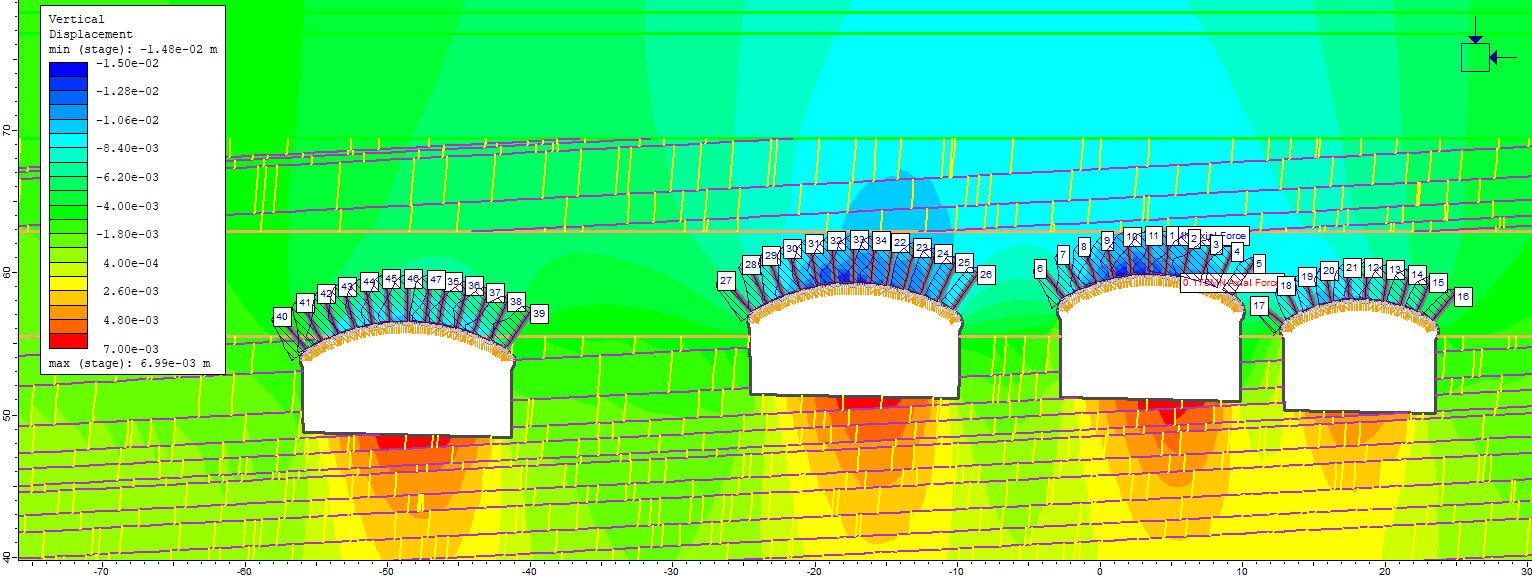 Vertical
Displacement
min (stage): -1.48e-02 m
-1.50e-02
-1.28e-02
-1.06e-02
-8.40e-03
-6.20e-03
-4.00e-03
-1.80e-03
4.00e-04
2.60e-03
4.80e-03
7.00e-03
max (stage): 6.99e-03 m
70
60
50
40
40 41 42 43 44 45 46 47 35 36 37 38 39
27 28 29 30 31 32 33 34 22 23 24 25 26
6 7 8 9 10 11 1 2 3 4 5
Axial Force
Axial Force
17 18 19 20 21 12 13 14 15 16
-70 -60 -50 -40 -30 -20 -10 0 10 20 30